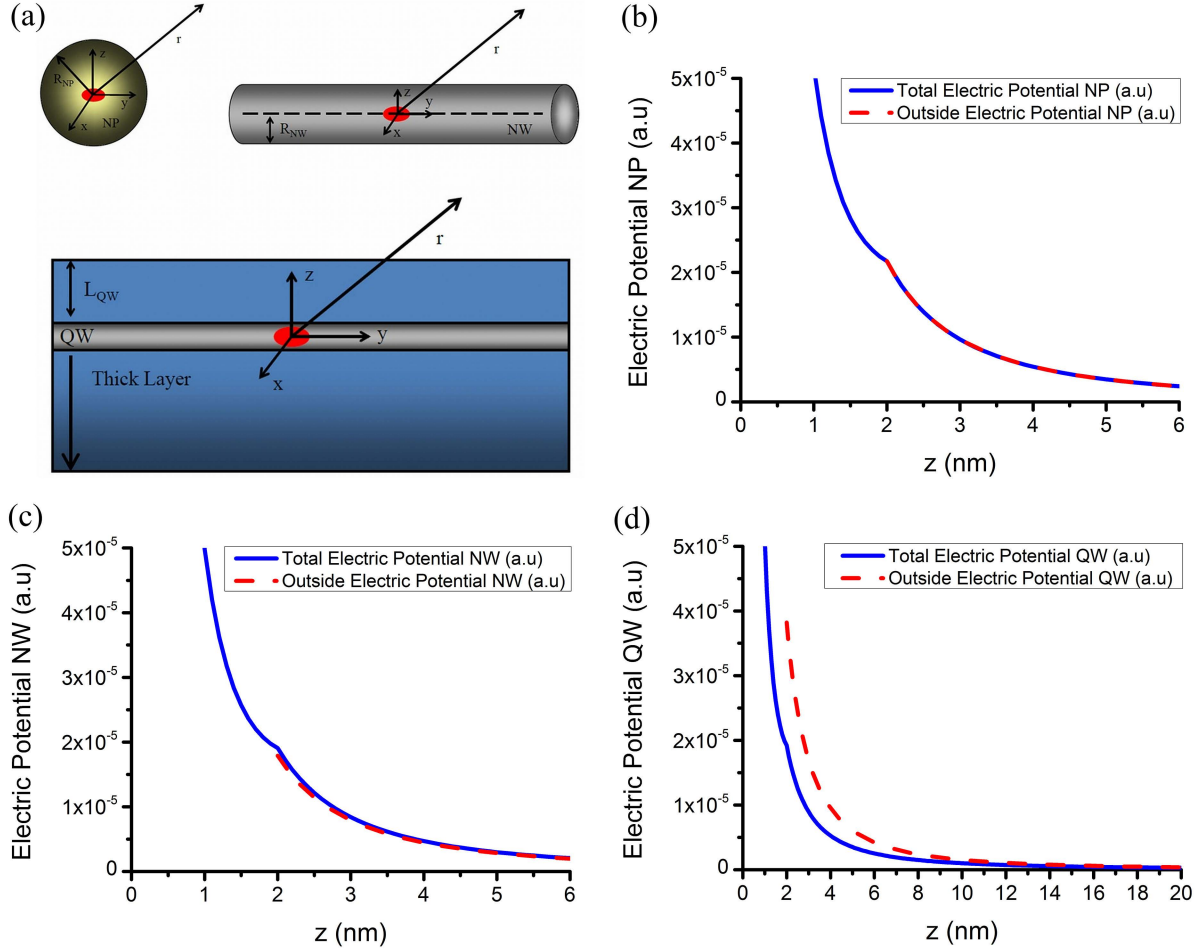 (a)
z
r
R_NP
y
x
NP
z
r
y
R_NW
x
NW
r
L_QW
z
QW
y
Thick Layer
x
(b)
Total Electric Potential NP (a.u)
Outside Electric Potential NP (a.u)
Electric Potential NP (a.u)
5x10^-5
4x10^-5
3x10^-5
2x10^-5
1x10^-5
0
0 1 2 3 4 5 6
z (nm)
(c)
Total Electric Potential NW (a.u)
Outside Electric Potential NW (a.u)
Electric Potential NW (a.u)
5x10^-5
4x10^-5
3x10^-5
2x10^-5
1x10^-5
0
0 1 2 3 4 5 6
z (nm)
(d)
Total Electric Potential QW (a.u)
Outside Electric Potential QW (a.u)
Electric Potential QW (a.u)
5x10^-5
4x10^-5
3x10^-5
2x10^-5
1x10^-5
0
0 2 4 6 8 10 12 14 16 18 20
z (nm)